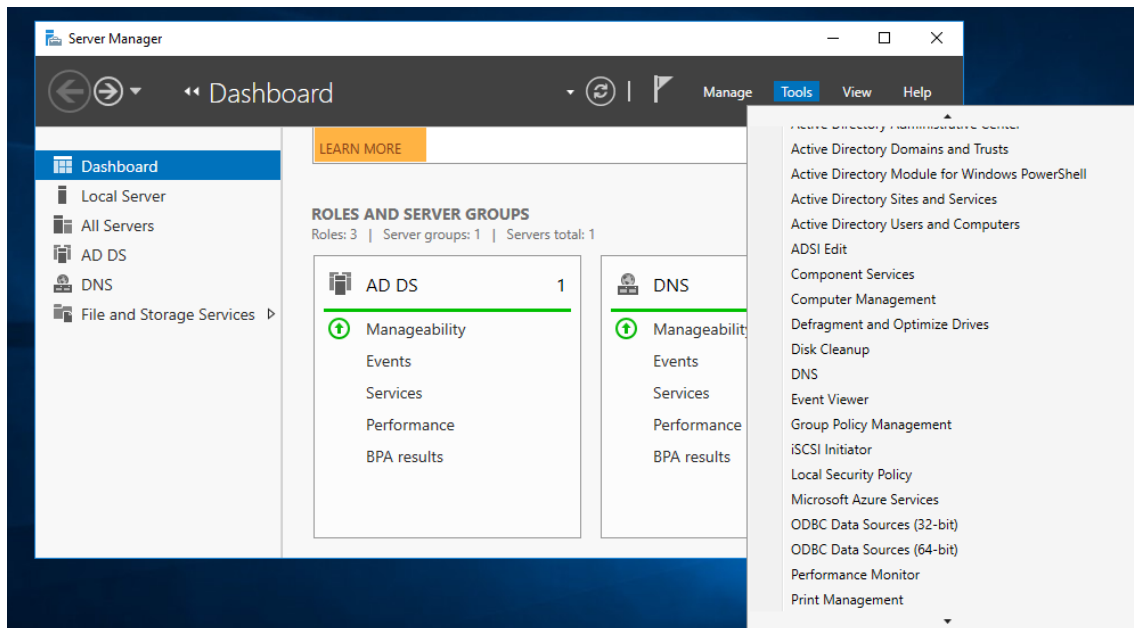 Server Manager
Dashboard
Manage Tools View Help
Dashboard
Local Server
All Servers
AD DS
DNS
File and Storage Services
LEARN MORE
ROLES AND SERVER GROUPS
Roles: 3 | Server groups: 1 | Servers total: 1
AD DS 1
Manageability
Events
Services
Performance
BPA results
DNS
Manageability
Events
Services
Performance
BPA results
Active Directory Administrative Center
Active Directory Domains and Trusts
Active Directory Module for Windows PowerShell
Active Directory Sites and Services
Active Directory Users and Computers
ADSI Edit
Component Services
Computer Management
Defragment and Optimize Drives
Disk Cleanup
DNS
Event Viewer
Group Policy Management
iSCSI Initiator
Local Security Policy
Microsoft Azure Services
ODBC Data Sources (32-bit)
ODBC Data Sources (64-bit)
Performance Monitor
Print Management